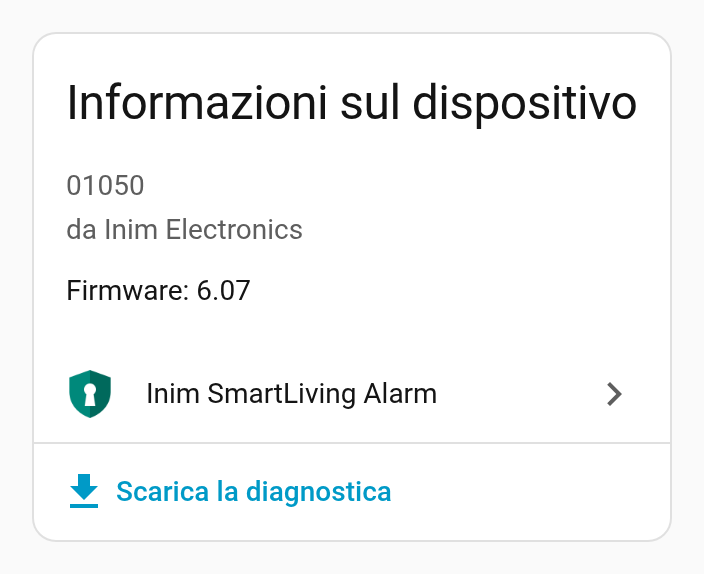 Informazioni sul dispositivo
01050
da Inim Electronics
Firmware: 6.07
Inim SmartLiving Alarm
Scarica la diagnostica